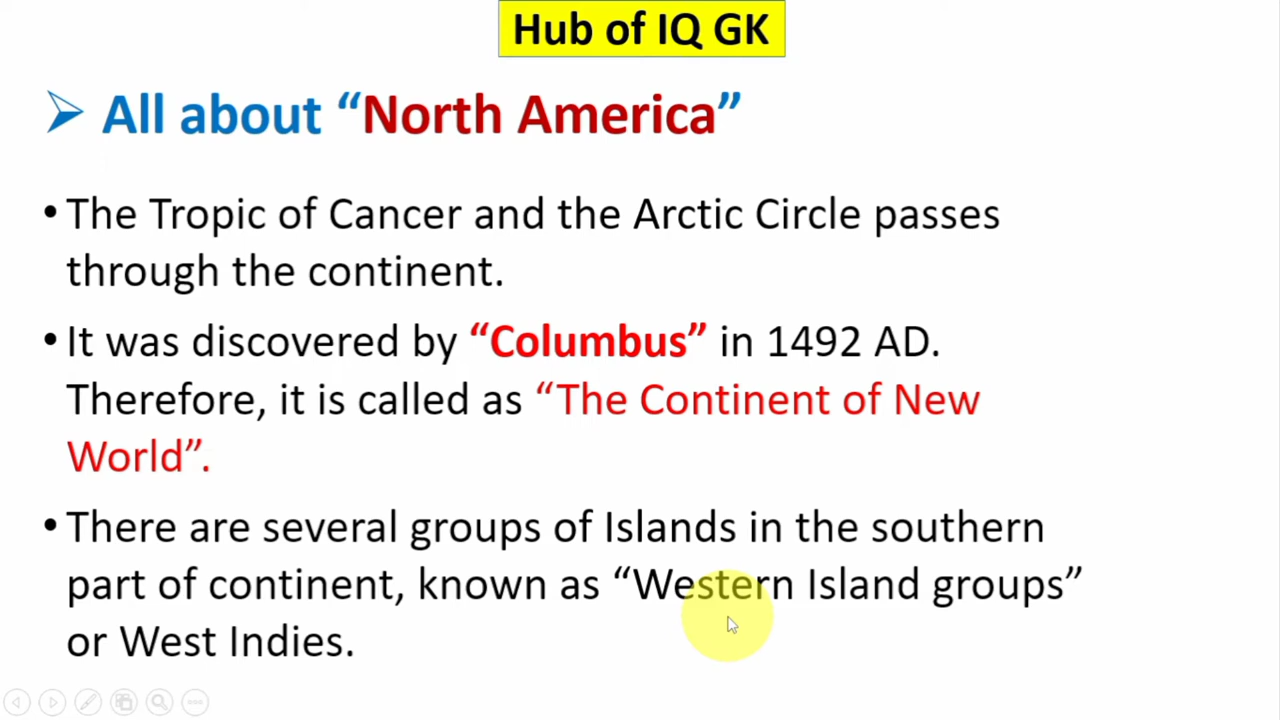 Hub of IQ GK
All about “North America”
• The Tropic of Cancer and the Arctic Circle passes
through the continent.
• It was discovered by “Columbus” in 1492 AD.
Therefore, it is called as “The Continent of New
World”.
• There are several groups of Islands in the southern
part of continent, known as “Western Island groups”
or West Indies.